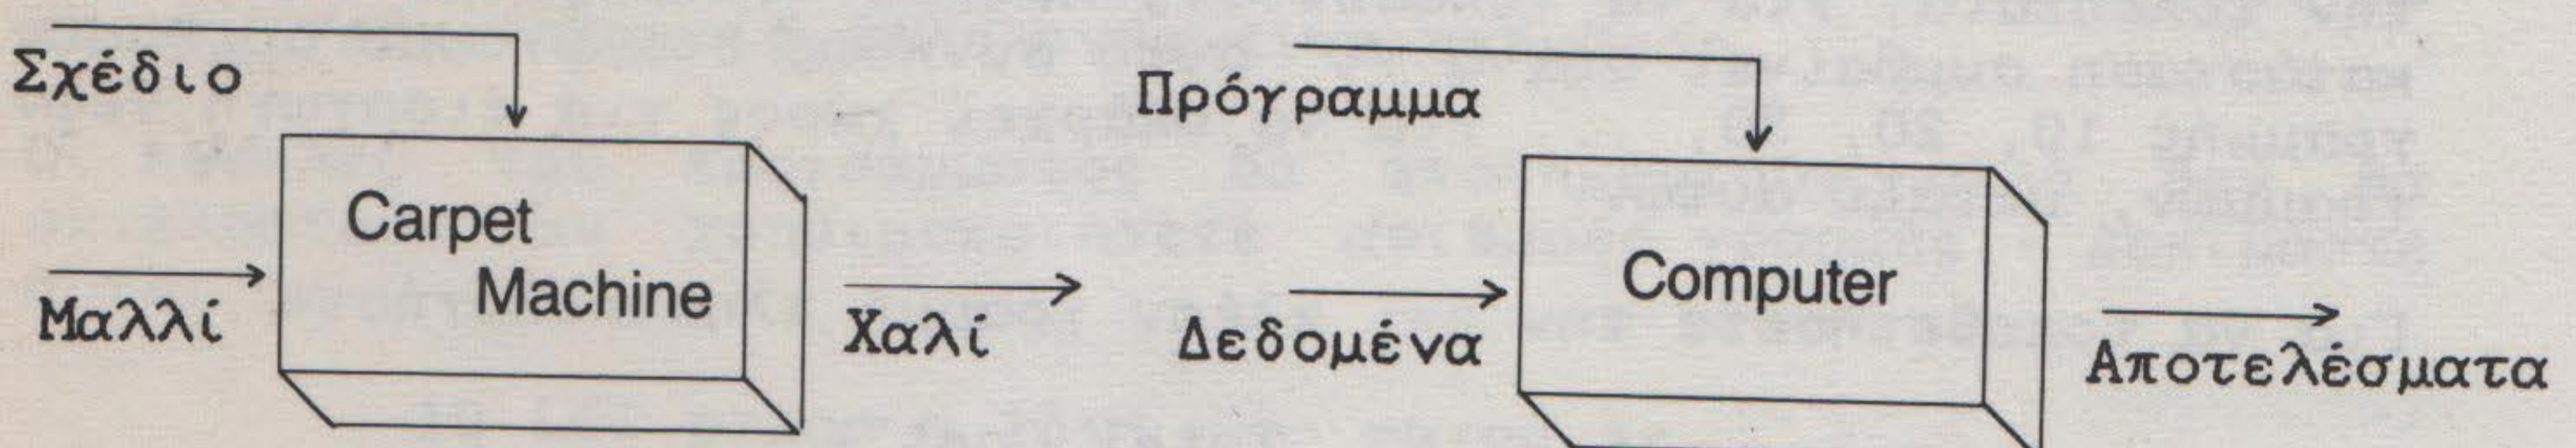 Σχέδιο
Carpet
Machine
Μαλλί
Χαλί
Πρόγραμμα
Computer
Δεδομένα
Αποτελέσματα